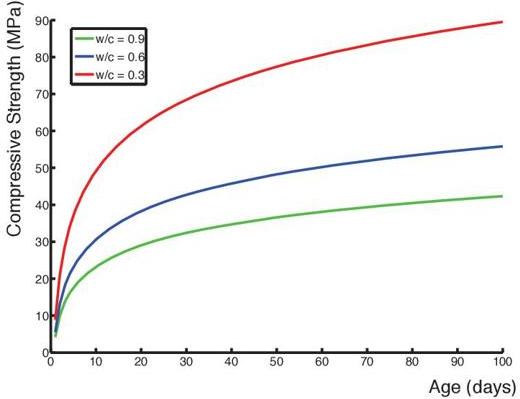 Compressive Strength (MPa)
90
80
70
60
50
40
30
20
10
0
w/c = 0.9
w/c = 0.6
w/c = 0.3
0 10 20 30 40 50 60 70 80 90 100
Age (days)